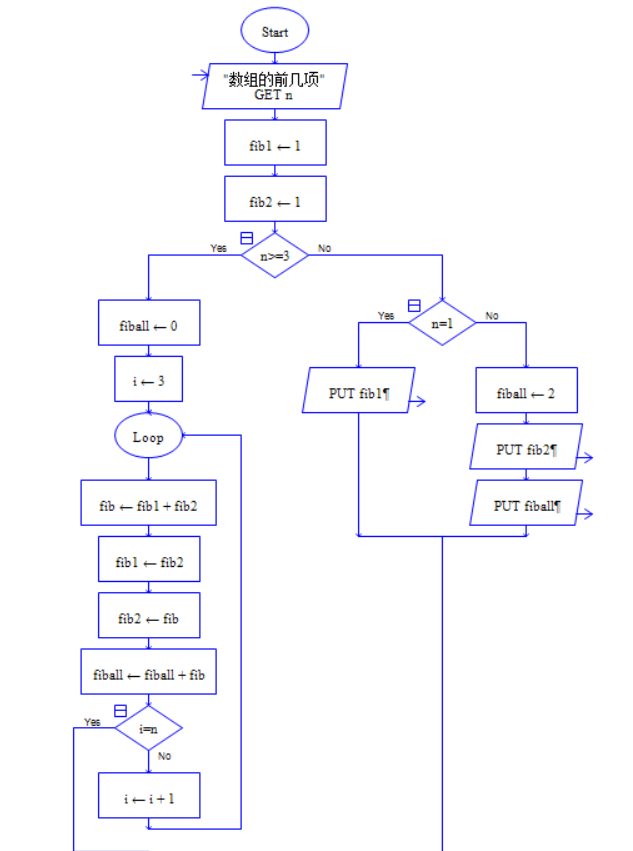 Start
"数组的前几项"
GET n
fib1 ← 1
fib2 ← 1
Yes
n>=3
No
fiball ← 0
i ← 3
Loop
fib ← fib1 + fib2
fib1 ← fib2
fib2 ← fib
fiball ← fiball + fib
Yes
i=n
No
i ← i + 1
Yes
n=1
No
PUT fib1¶
fiball ← 2
PUT fib2¶
PUT fiball¶